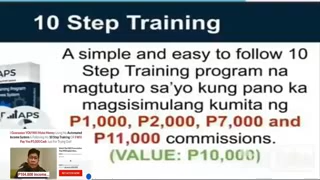 10 Step Training
A simple and easy to follow 10
Step Training program na
magtuturo sa'yo kung pano ka
magsisimulang kumita ng
P1,000, P2,000, P7,000 and
P11,000 commissions.
(VALUE: P10,000)
APS